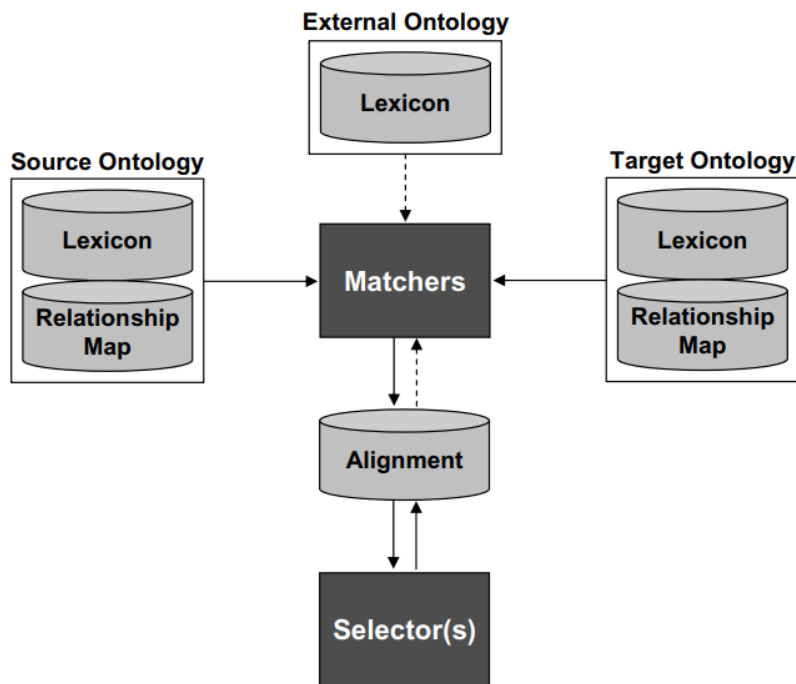 External Ontology
Lexicon
Source Ontology
Lexicon
Relationship
Map
Matchers
Target Ontology
Lexicon
Relationship
Map
Alignment
Selector(s)